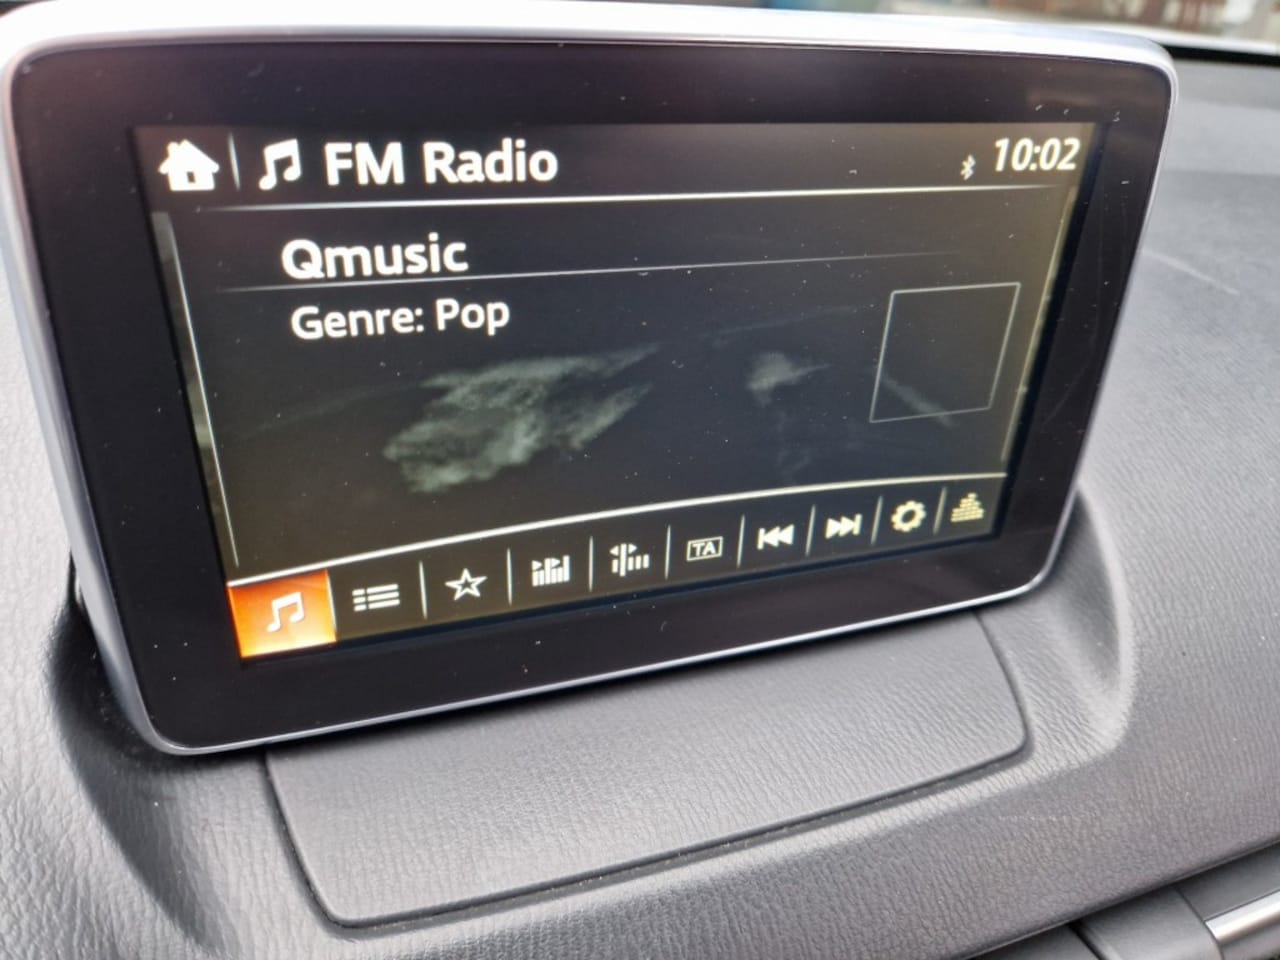 FM Radio
10:02
Qmusic
Genre: Pop
TA